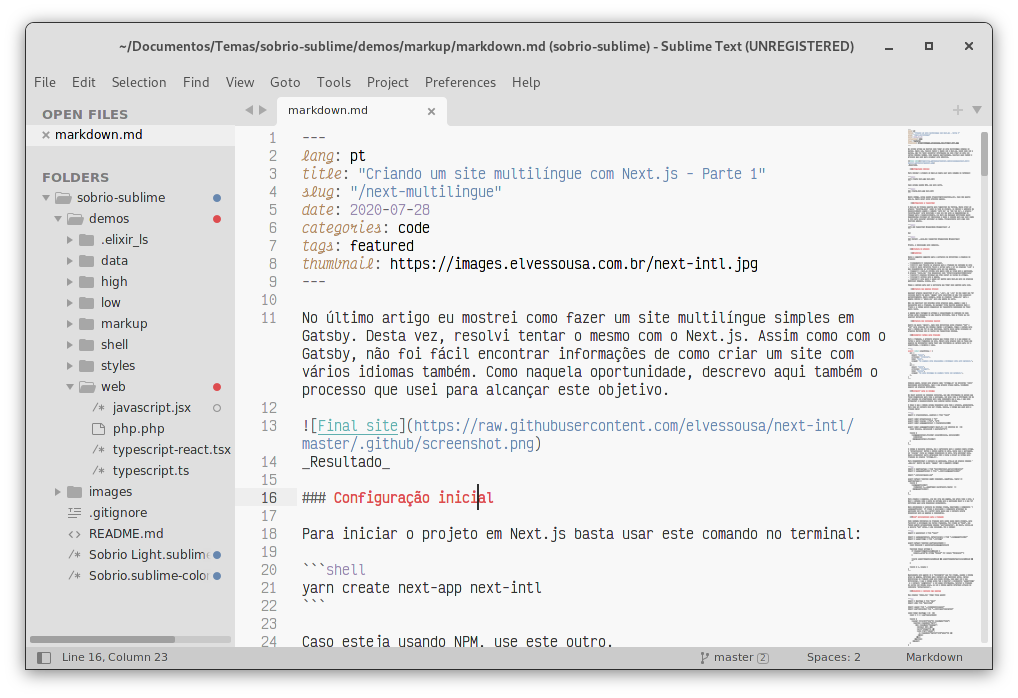 ~/Documentos/Temas/sobrio-sublime/demos/markup/markdown.md (sobrio-sublime) - Sublime Text (UNREGISTERED)
File Edit Selection Find View Goto Tools Project Preferences Help
OPEN FILES
markdown.md
FOLDERS
sobrio-sublime
demos
.elixir_ls
data
high
low
markup
shell
styles
web
javascript.jsx
php.php
typescript-react.tsx
typescript.ts
images
.gitignore
README.md
Sobrio Light.sublime
Sobrio.sublime-color
markdown.md
1 ---
2 lang: pt
3 title: "Criando um site multilíngue com Next.js - Parte 1"
4 slug: "/next-multilingue"
5 date: 2020-07-28
6 categories: code
7 tags: featured
8 thumbnail: https://images.elvessousa.com.br/next-intl.jpg
9 ---
10
11 No último artigo eu mostrei como fazer um site multilíngue simples em
Gatsby. Desta vez, resolvi tentar o mesmo com o Next.js. Assim como com o
Gatsby, não foi fácil encontrar informações de como criar um site com
vários idiomas também. Como naquela oportunidade, descrevo aqui também o
processo que usei para alcançar este objetivo.
12
13 ![Final site](https://raw.githubusercontent.com/elvessousa/next-intl/
master/.github/screenshot.png)
14 _Resultado_
15
16 ### Configuração inicial
17
18 Para iniciar o projeto em Next.js basta usar este comando no terminal:
19
20 ```shell
21 yarn create next-app next-intl
22 ```
23
24 Caso esteja usando NPM, use este outro.
Line 16, Column 23
master 2
Spaces: 2
Markdown